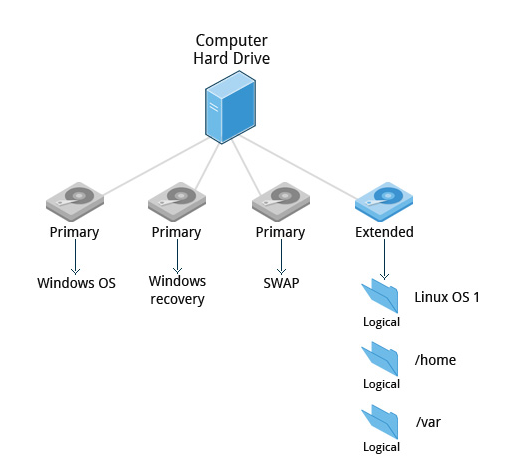 Computer
Hard Drive
Primary
Primary
Primary
Extended
Windows OS
Windows
recovery
SWAP
Linux OS 1
Logical
/home
Logical
/var
Logical